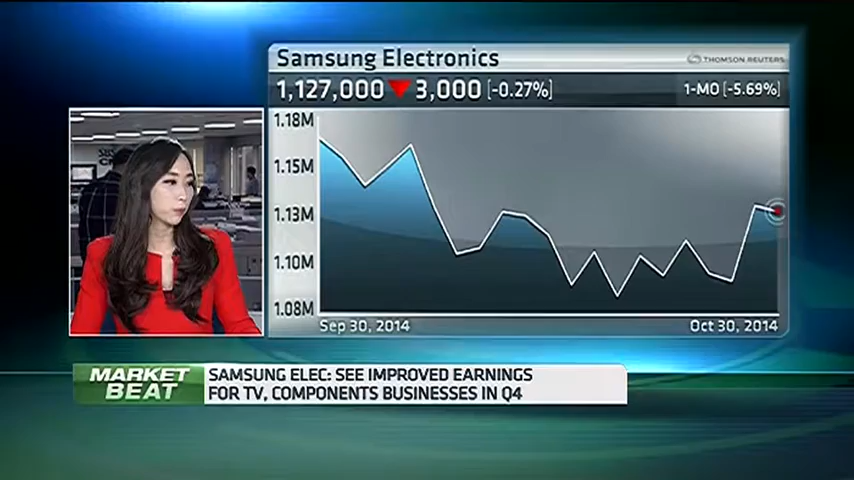 Samsung Electronics
THOMSON REUTERS
1,127,000 ▼ 3,000 [-0.27%]
1-MO [-5.69%]
1.18M
1.15M
1.13M
1.10M
1.08M
Sep 30, 2014
Oct 30, 2014
MARKET
BEAT
SAMSUNG ELEC: SEE IMPROVED EARNINGS
FOR TV, COMPONENTS BUSINESSES IN Q4